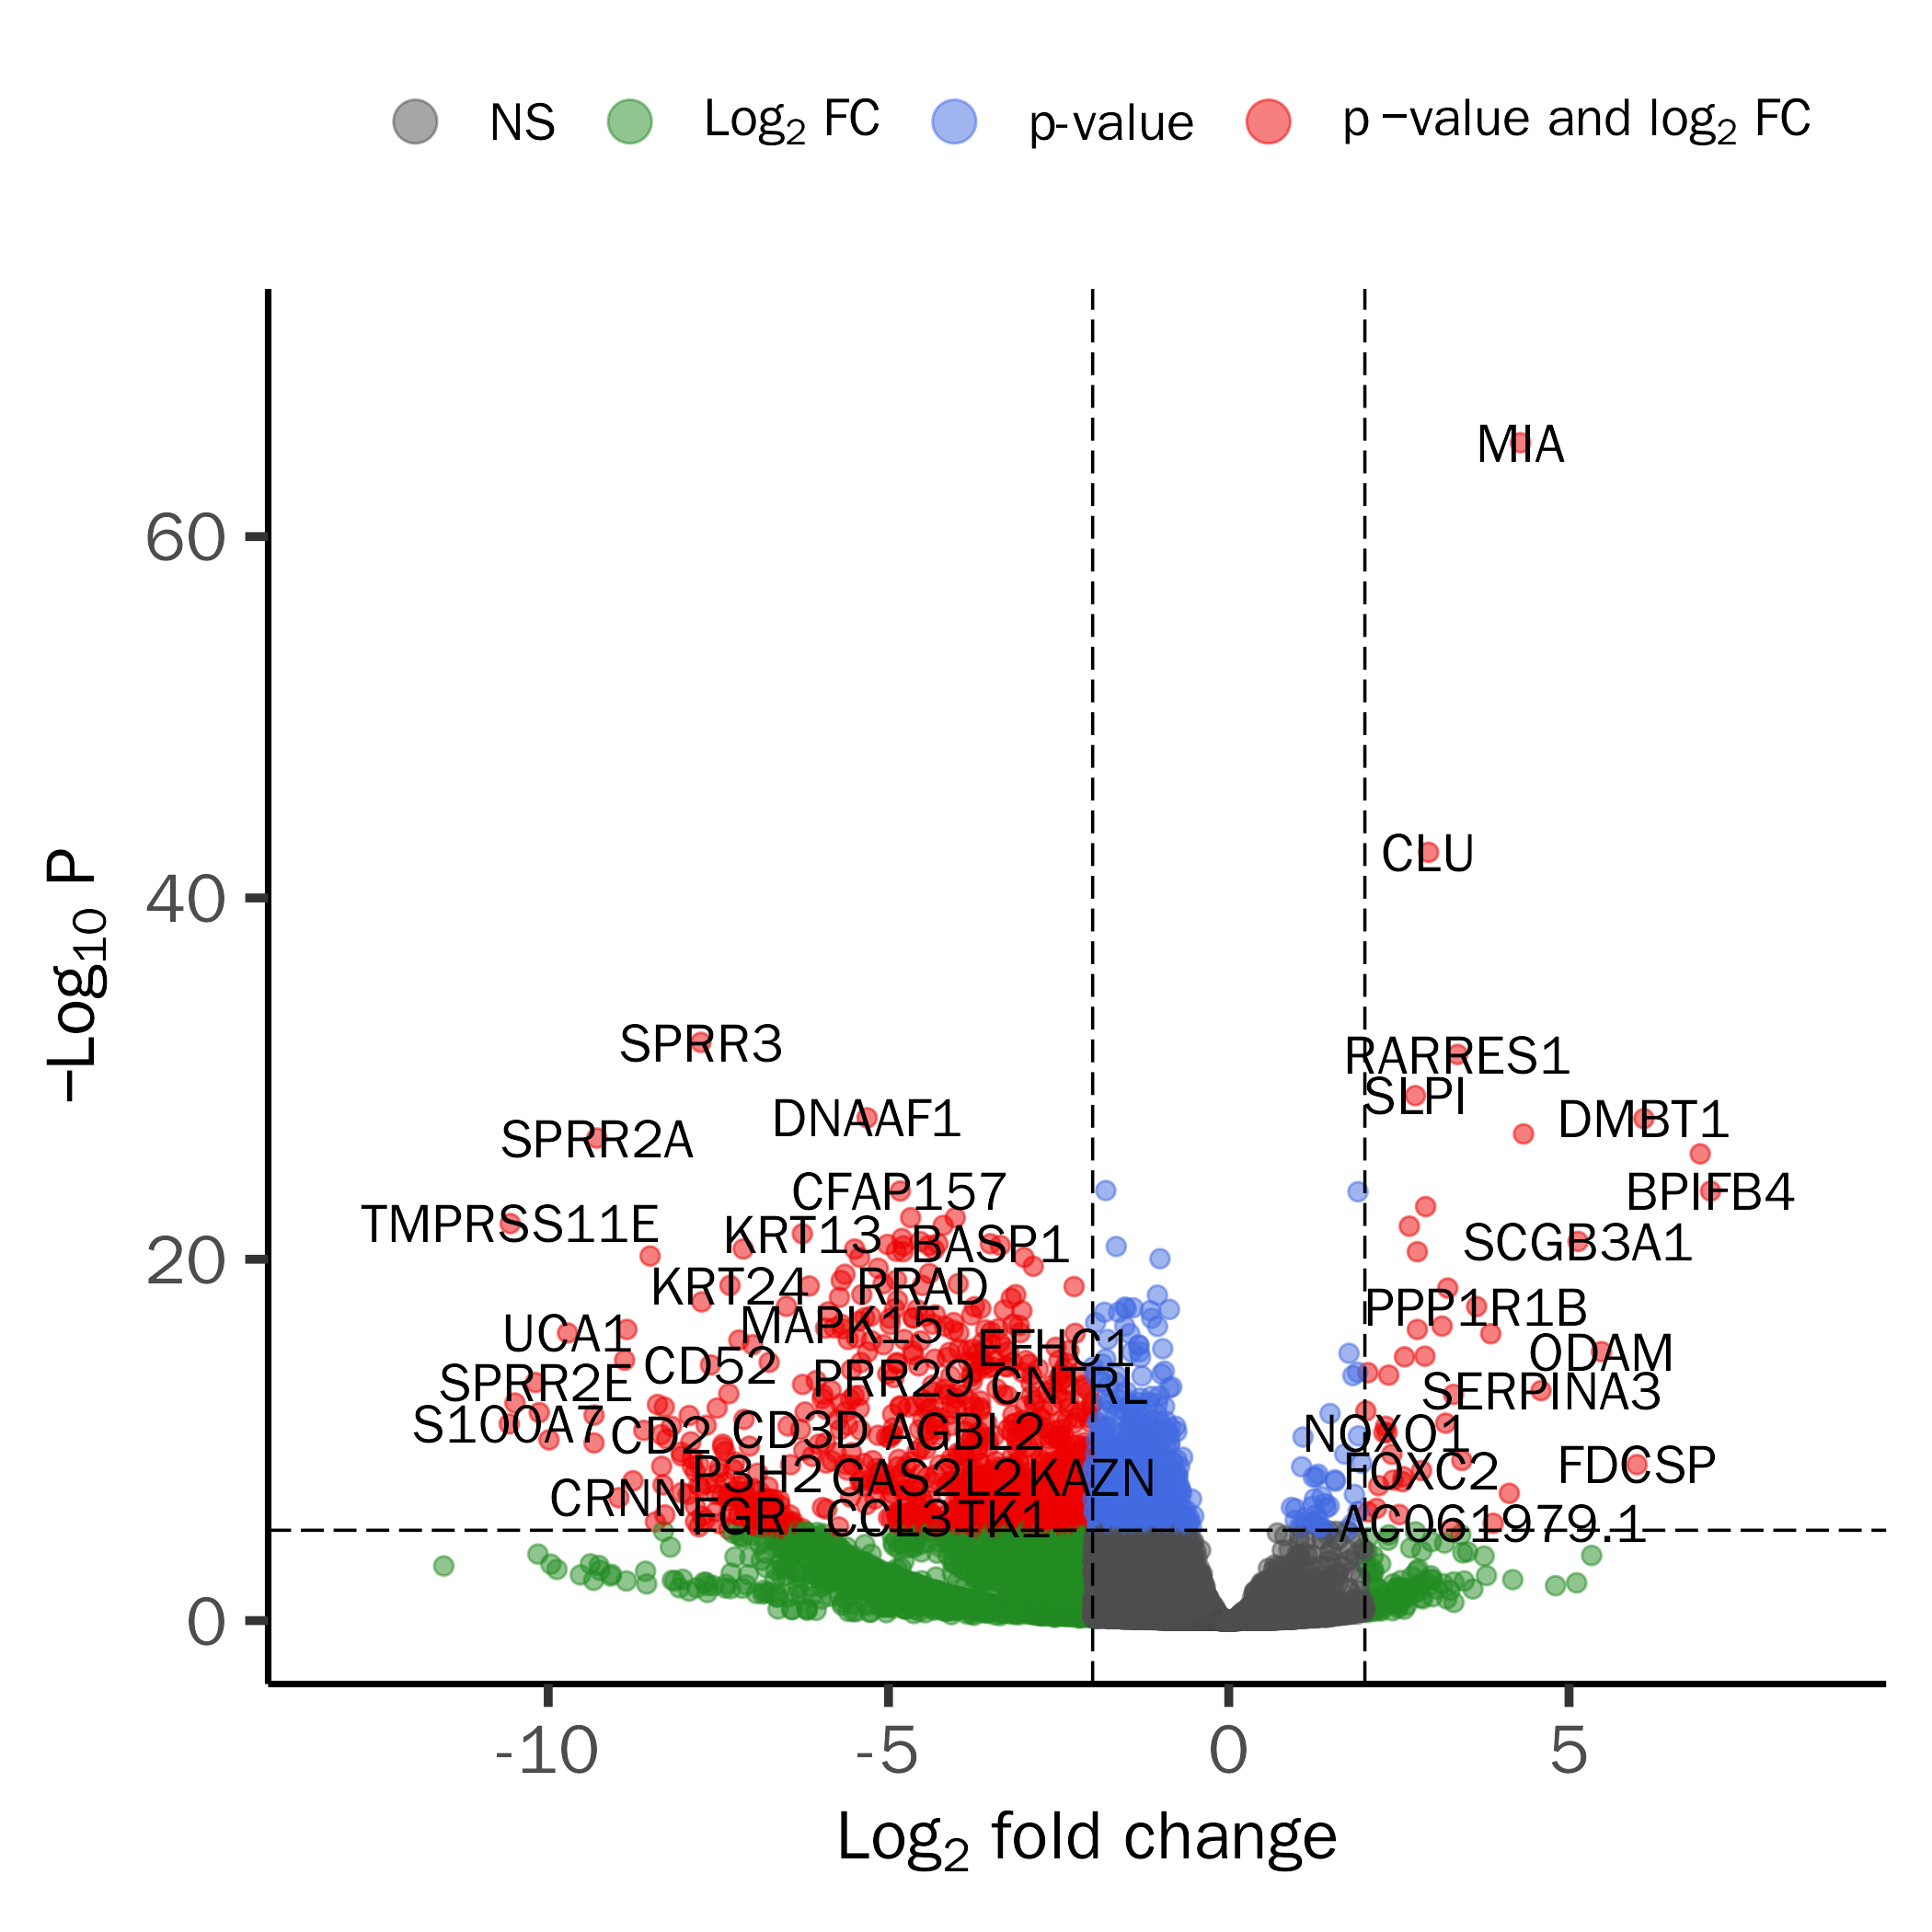 NS Log2 FC p-value p −value and log2 FC
MIA
60
CLU
40
−Log10 P
SPRR3
RARRES1
SLPI
DNAAF1
DMBT1
SPRR2A
CFAP157
BPIFB4
TMPRSS11E
KRT13
BASP1
SCGB3A1
20
KRT24
RRAD
PPP1R1B
MAPK15
UCA1
EFHC1
ODAM
CD52
PRR29
SPRR2E
CNTRL
SERPINA3
S100A7
CD2
CD3D
AGBL2
NOXO1
P3H2
GAS2L2
KAZN
FOXC2
FDCSP
CRNN
FGR
CCL3
TK1
AC061979.1
0
-10 -5 0 5
Log2 fold change